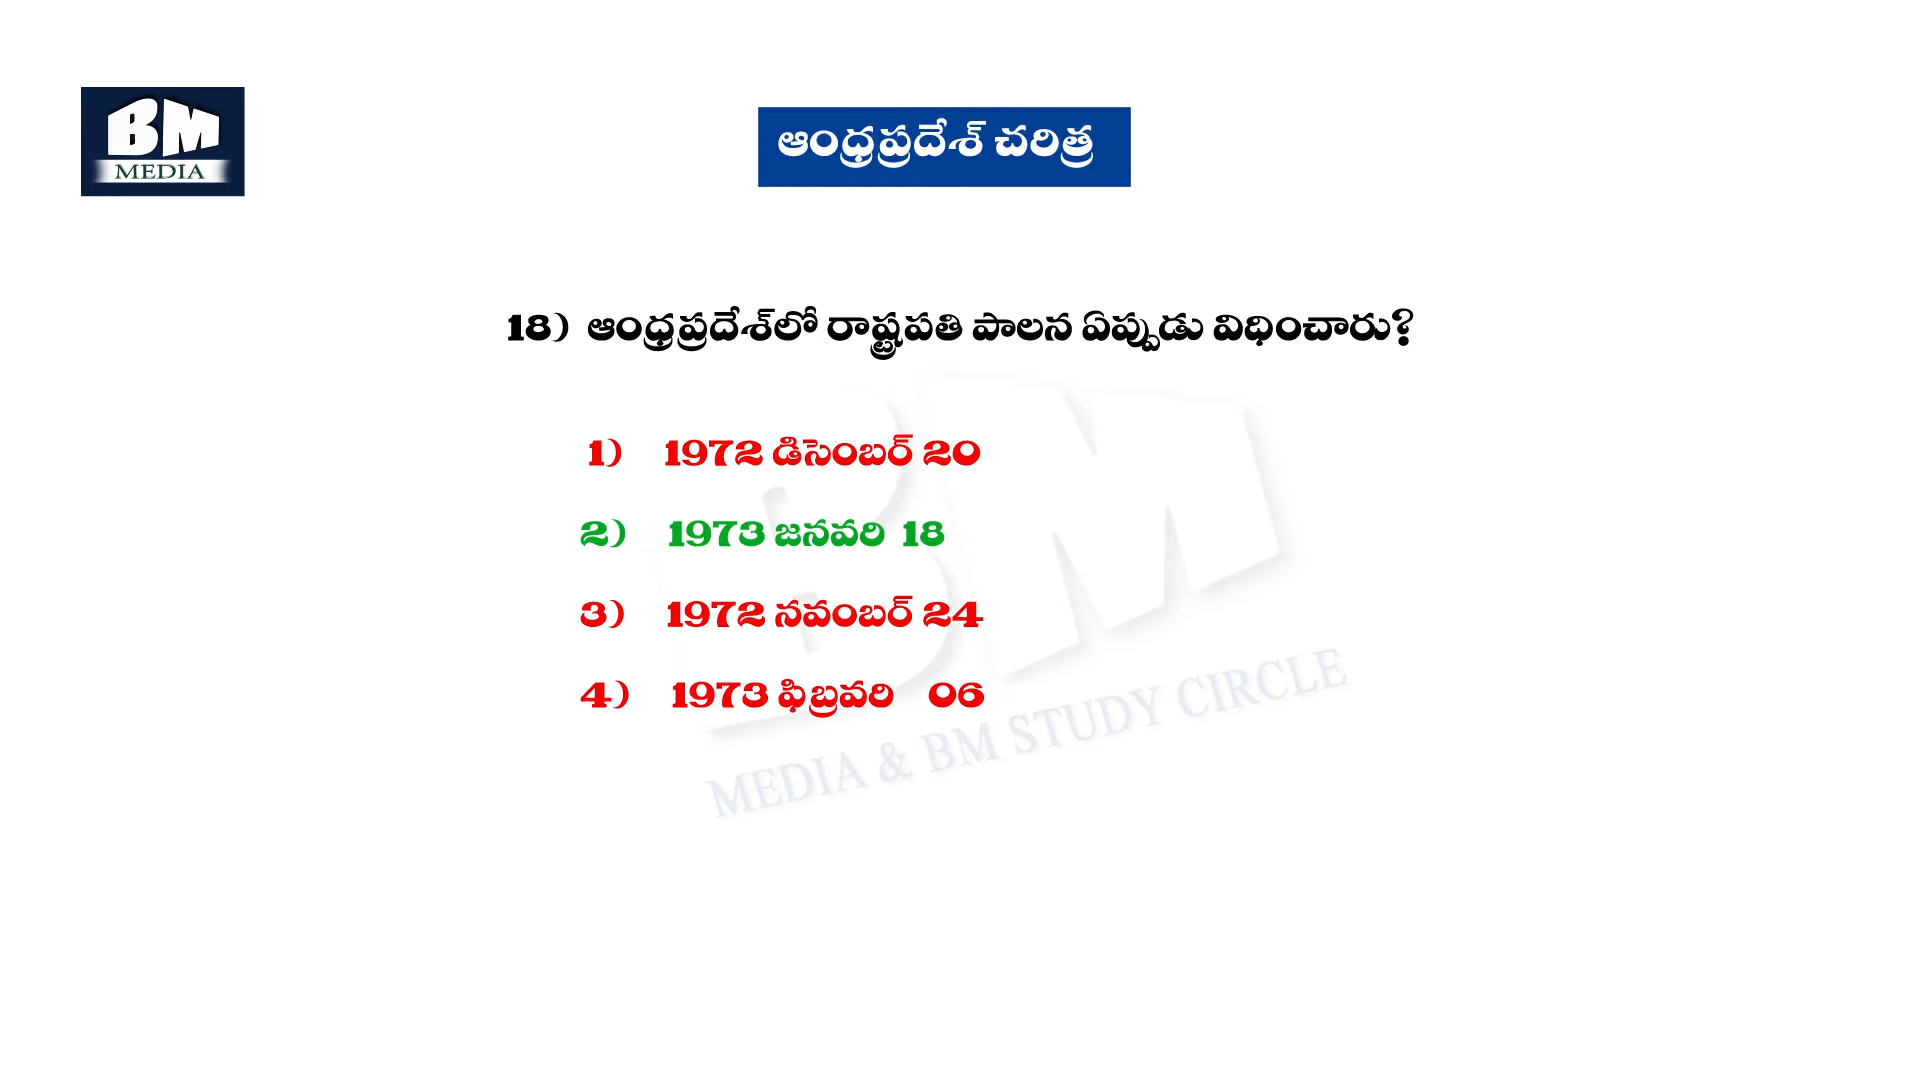 BM
MEDIA
ఆంధ్రప్రదేశ్ చరిత్ర
18) ఆంధ్రప్రదేశ్‌లో రాష్ట్రపతి పాలన ఏప్పుడు విధించారు?
1) 1972 డిసెంబర్ 20
2) 1973 జనవరి 18
3) 1972 నవంబర్ 24
4) 1973 ఫిబ్రవరి 06
BM
MEDIA & BM STUDY CIRCLE